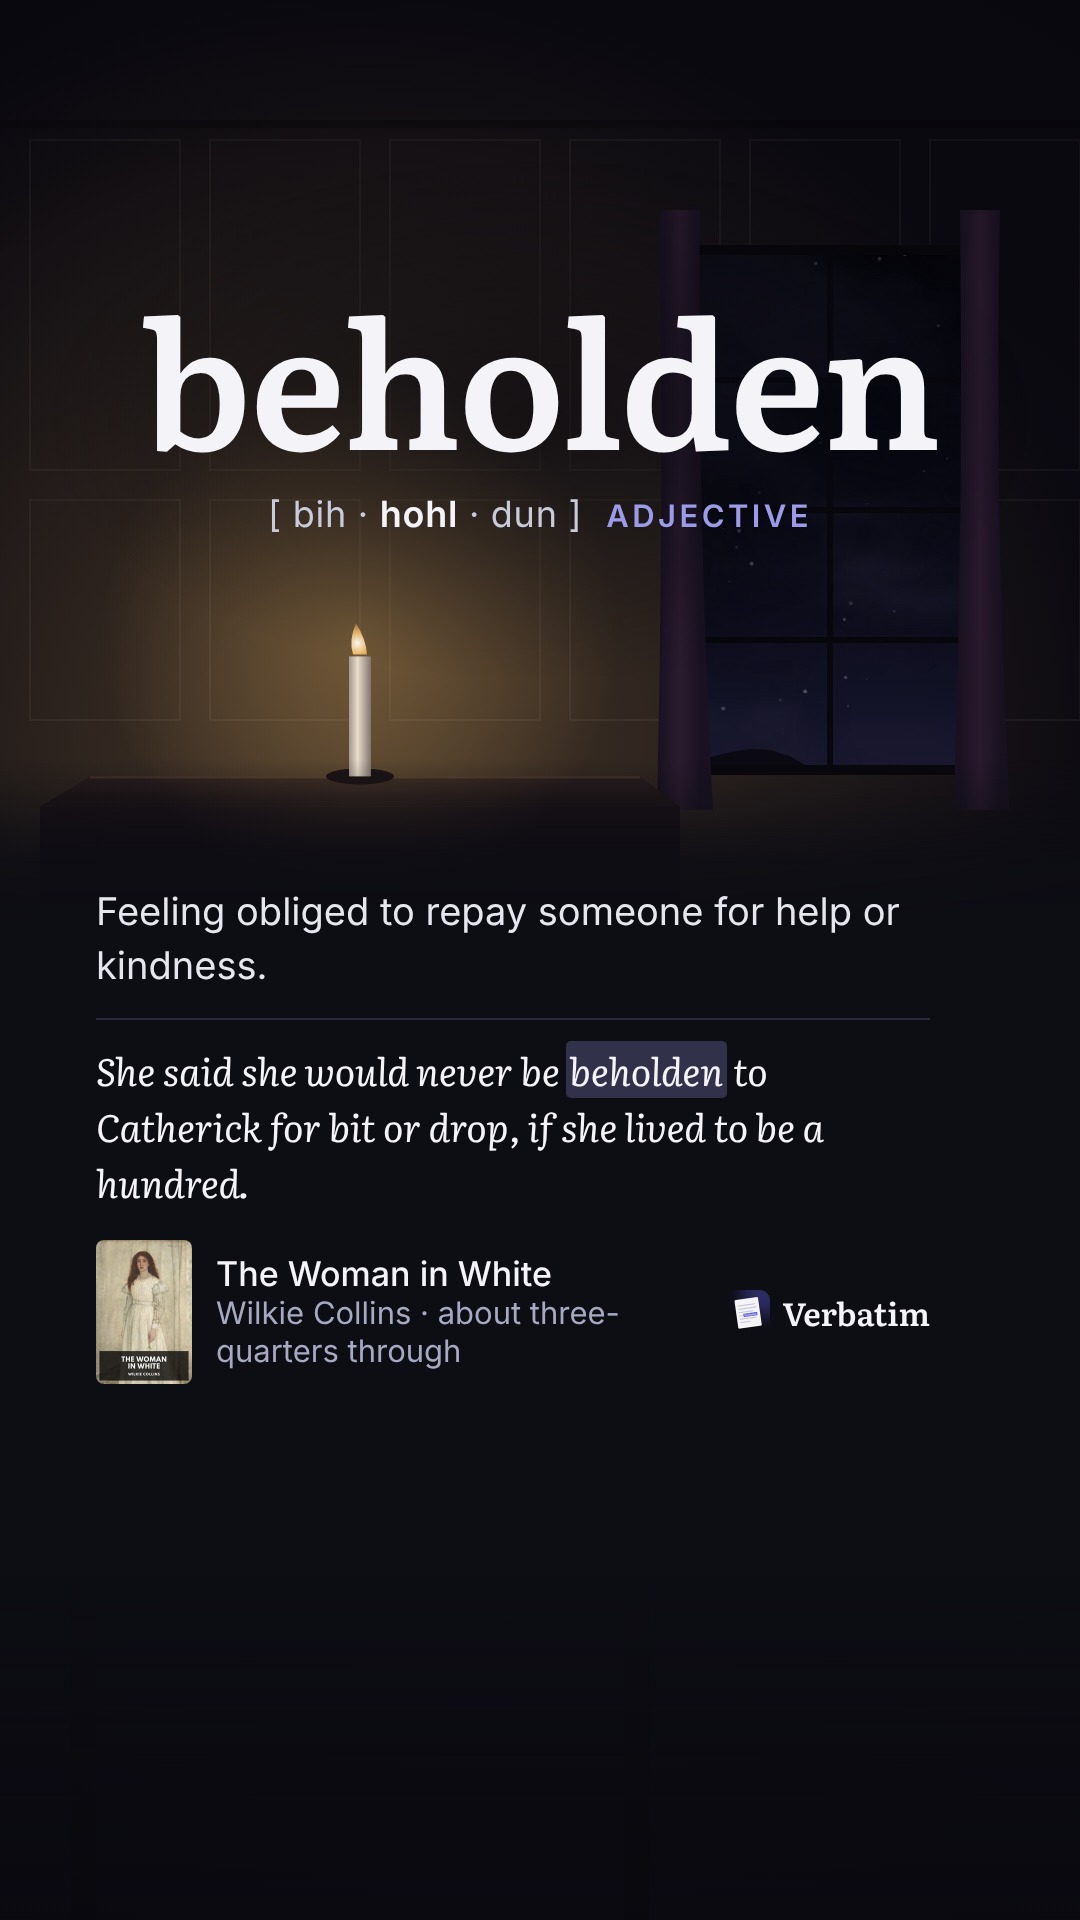 beholden
[ bih · hohl · dun ] ADJECTIVE
Feeling obliged to repay someone for help or
kindness.
She said she would never be beholden to
Catherick for bit or drop, if she lived to be a
hundred.
THE WOMAN
IN WHITE
WILKIE COLLINS
The Woman in White
Wilkie Collins · about three-
quarters through
Verbatim